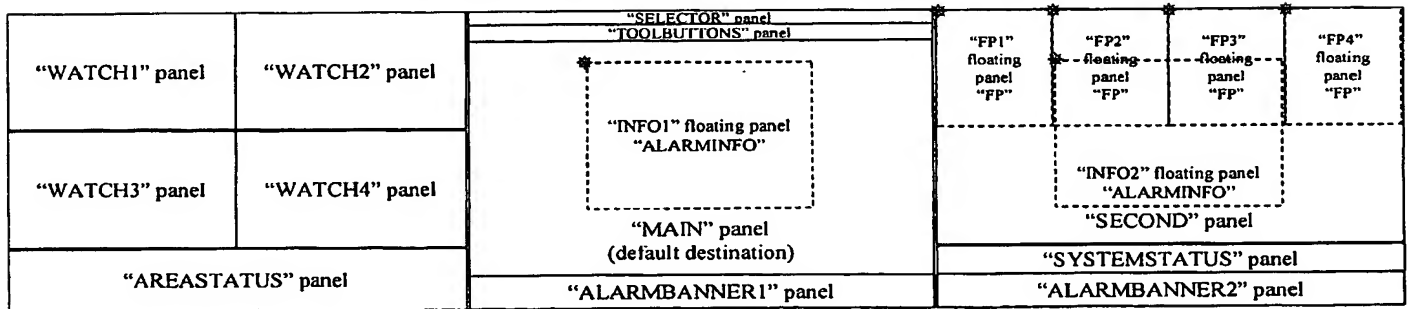 “WATCH1” panel
“WATCH2” panel
“WATCH3” panel
“WATCH4” panel
“AREASTATUS” panel
“SELECTOR” panel
“TOOLBUTTONS” panel
“INFO1” floating panel
“ALARMINFO”
“MAIN” panel
(default destination)
“ALARMBANNER1” panel
“FP1”
floating
panel
“FP”
“FP2”
floating
panel
“FP”
“FP3”
floating
panel
“FP”
“FP4”
floating
panel
“FP”
“INFO2” floating panel
“ALARMINFO”
“SECOND” panel
“SYSTEMSTATUS” panel
“ALARMBANNER2” panel